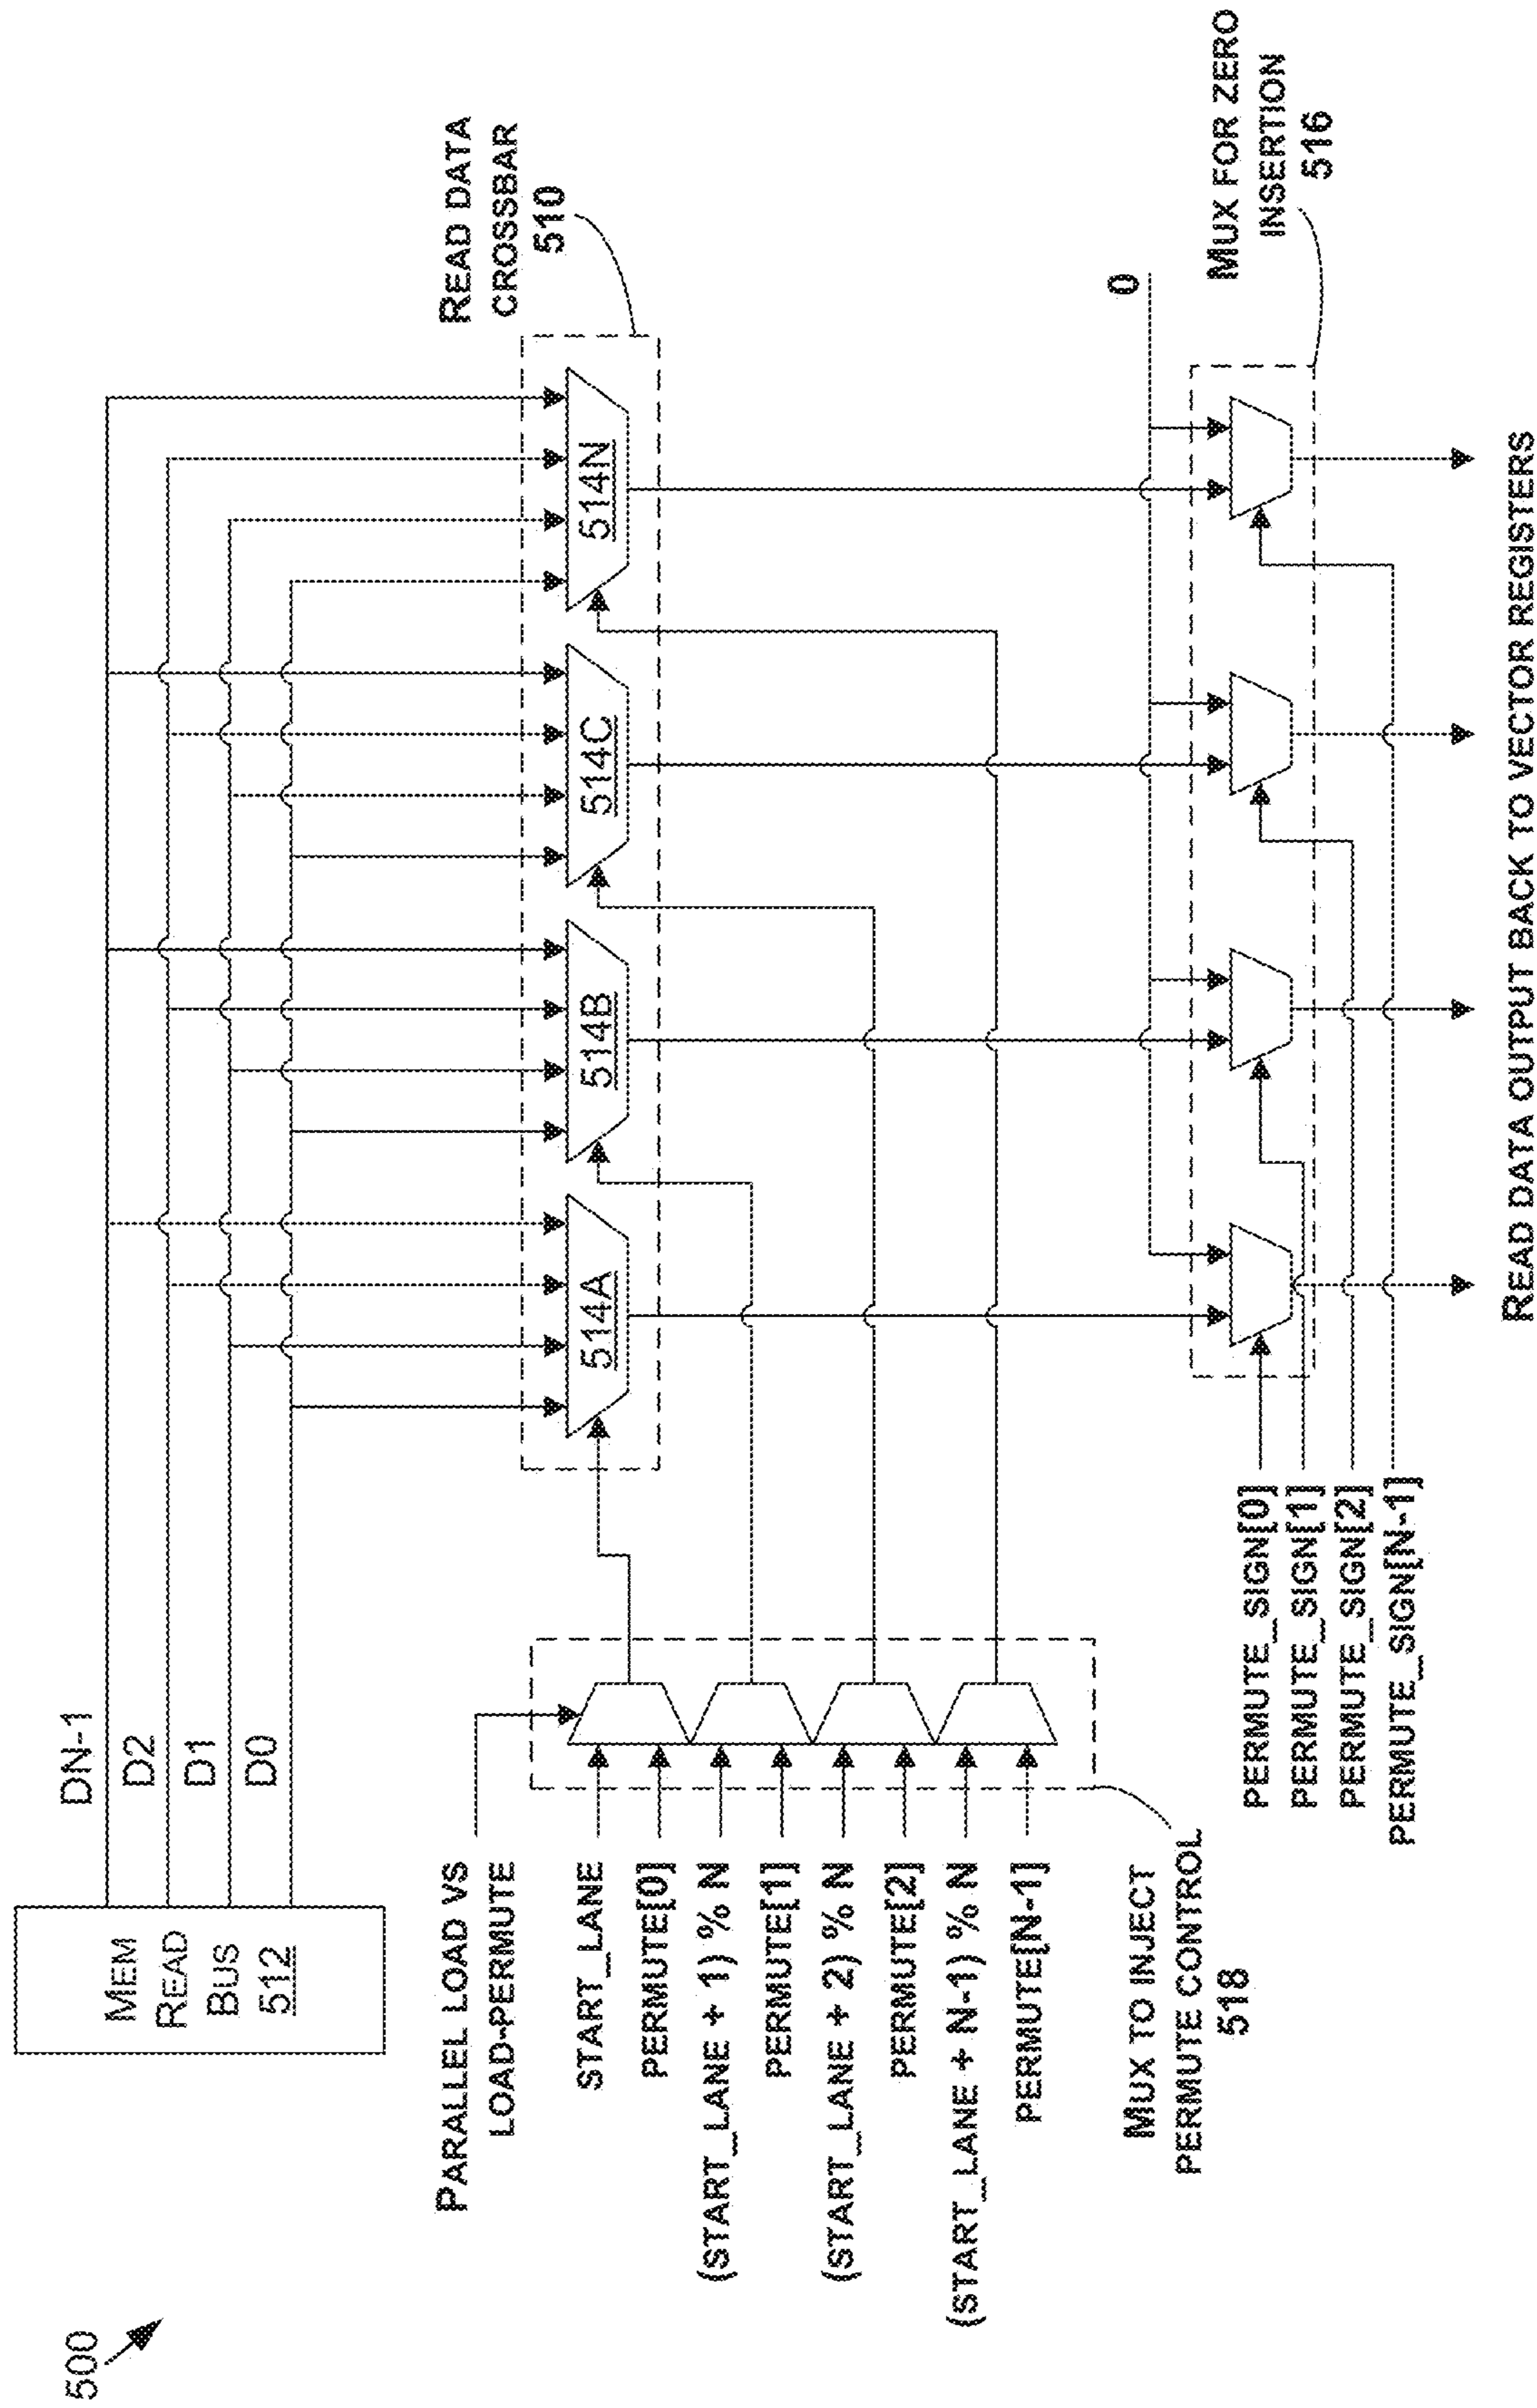 500
MEM
READ
BUS
512
DN-1
D2
D1
D0
READ DATA
CROSSBAR
510
514A
514B
514C
514N
PARALLEL LOAD VS
LOAD-PERMUTE
START_LANE
PERMUTE[0]
(START_LANE + 1) % N
PERMUTE[1]
(START_LANE + 2) % N
PERMUTE[2]
(START_LANE + N-1) % N
PERMUTE[N-1]
MUX TO INJECT
PERMUTE CONTROL
518
0
MUX FOR ZERO
INSERTION
516
PERMUTE_SIGN[0]
PERMUTE_SIGN[1]
PERMUTE_SIGN[2]
PERMUTE_SIGN[N-1]
READ DATA OUTPUT BACK TO VECTOR REGISTERS